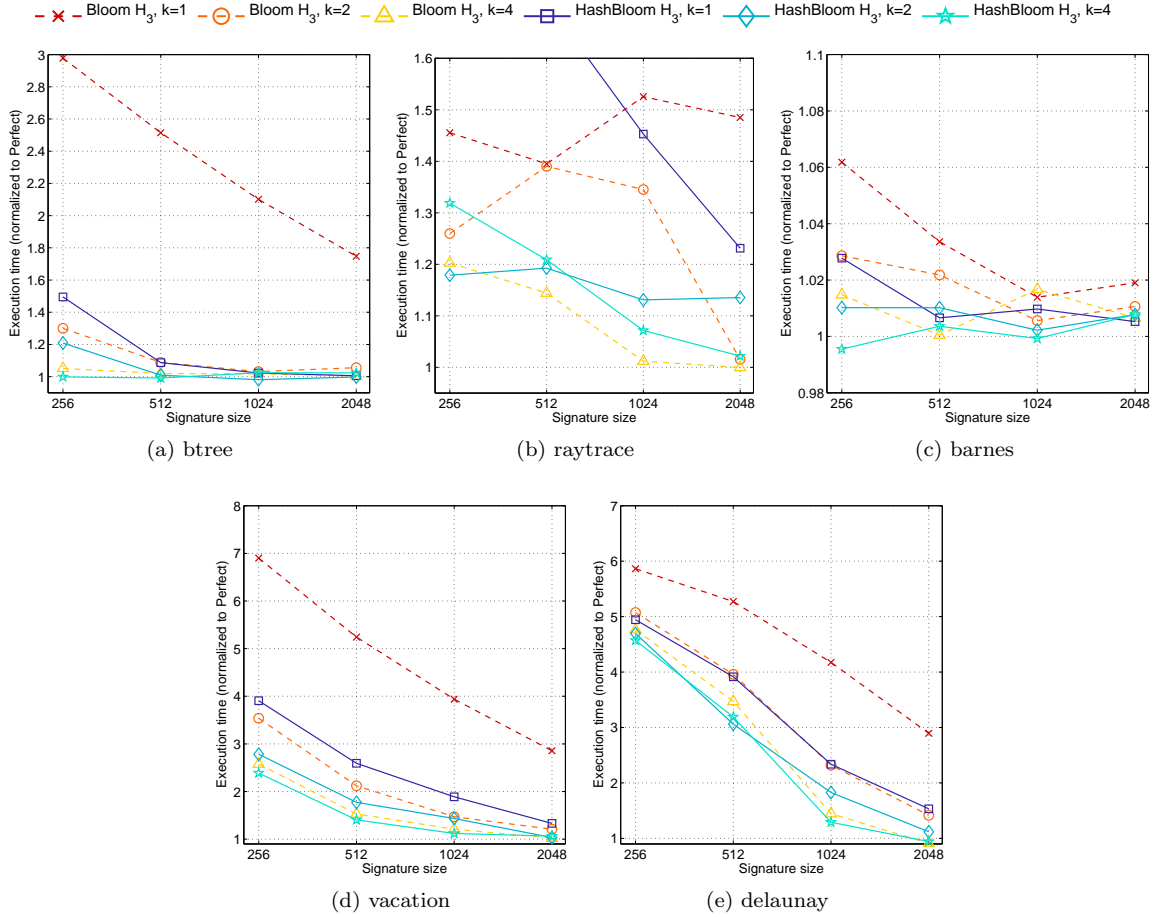 Bloom H3, k=1 Bloom H3, k=2 Bloom H3, k=4 HashBloom H3, k=1 HashBloom H3, k=2 HashBloom H3, k=4
Execution time (normalized to Perfect)
3
2.8
2.6
2.4
2.2
2
1.8
1.6
1.4
1.2
1
256 512 1024 2048
Signature size
(a) btree
Execution time (normalized to Perfect)
1.6
1.5
1.4
1.3
1.2
1.1
1
256 512 1024 2048
Signature size
(b) raytrace
Execution time (normalized to Perfect)
1.1
1.08
1.06
1.04
1.02
1
0.98
256 512 1024 2048
Signature size
(c) barnes
Execution time (normalized to Perfect)
8
7
6
5
4
3
2
1
256 512 1024 2048
Signature size
(d) vacation
Execution time (normalized to Perfect)
7
6
5
4
3
2
1
256 512 1024 2048
Signature size
(e) delaunay